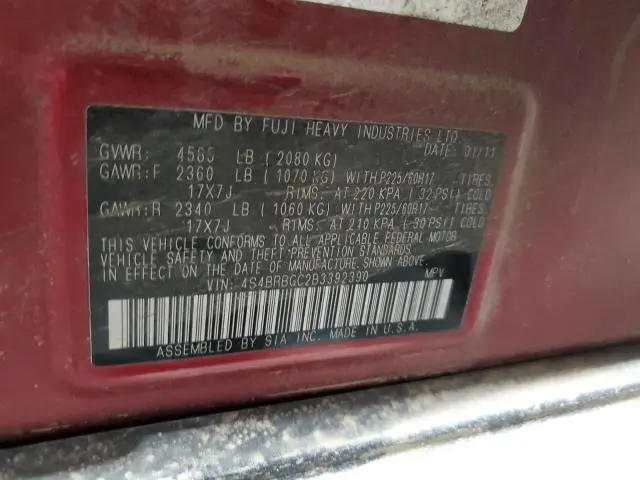 MFD BY FUJI HEAVY INDUSTRIES LTD.
GVWR: 4585 LB (2080 KG) DATE: 01/11
GAWR:F 2360 LB (1070 KG) WITH P225/60R17 TIRES.
17X7J RIMS. AT 220 KPA (32 PSI) COLD
GAWR:R 2340 LB (1060 KG) WITH P225/60R17 TIRES.
17X7J RIMS. AT 210 KPA (30 PSI) COLD
THIS VEHICLE CONFORMS TO ALL APPLICABLE FEDERAL MOTOR
VEHICLE SAFETY AND THEFT PREVENTION STANDARDS
IN EFFECT ON THE DATE OF MANUFACTURE SHOWN ABOVE.
VIN: 4S4BRBGC2B3392390 MPV
ASSEMBLED BY SIA INC. MADE IN U.S.A.